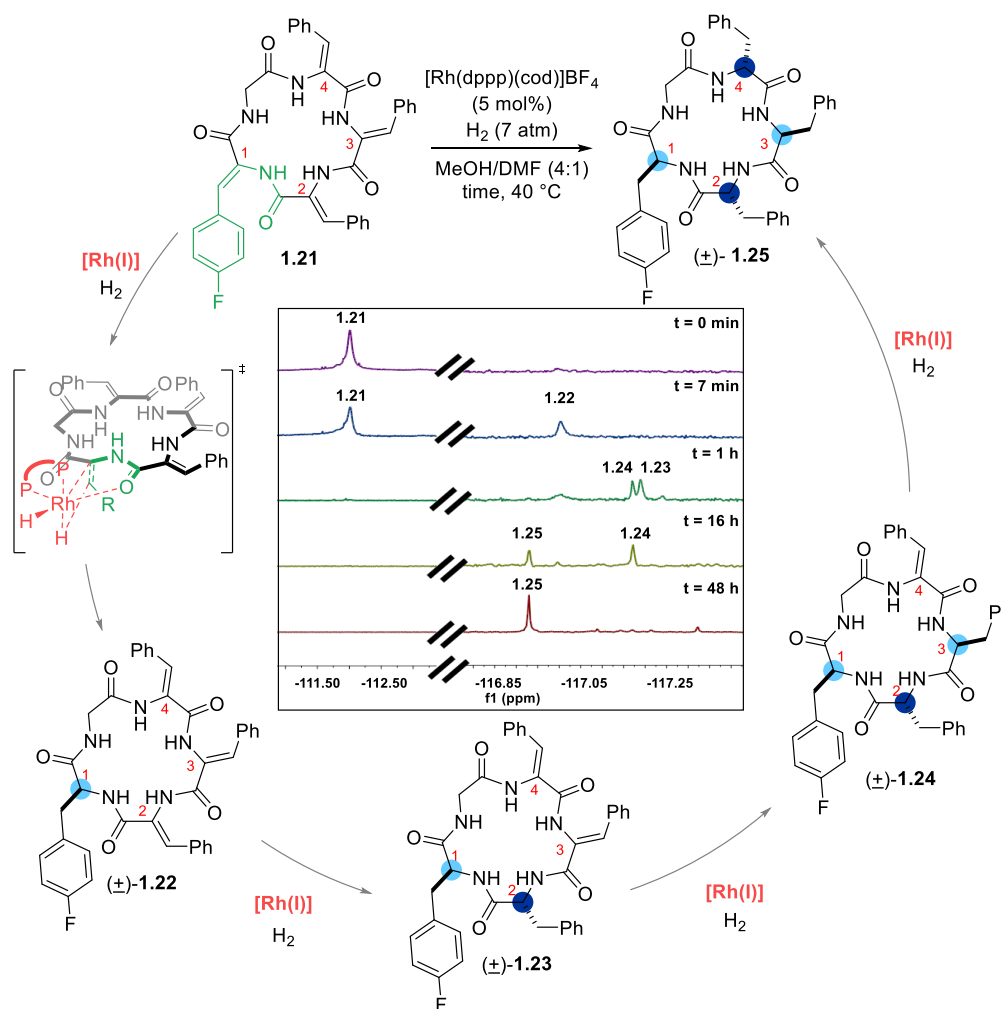 Ph
O
N
H
4
O
NH
HN
Ph
O
1
3
NH
HN
2
O
O
Ph
F
1.21
[Rh(dppp)(cod)]BF4
(5 mol%)
H2 (7 atm)
MeOH/DMF (4:1)
time, 40 °C
Ph
O
N
H
4
O
NH
HN
Ph
O
3
1
NH
HN
2
O
O
Ph
F
(±)- 1.25
[Rh(I)]
H2
‡
Ph
Ph
O
O
N
H
HN
NH
H
N
NH
O
O
P
P
Ph
O
Rh
R
H
H
1.21
t = 0 min
t = 7 min
1.21
1.22
t = 1 h
1.24 1.23
t = 16 h
1.25
1.24
t = 48 h
1.25
-111.50 -112.50 -116.85 -117.05 -117.25
f1 (ppm)
[Rh(I)]
H2
Ph
O
N
H
4
O
NH
HN
Ph
O
1
3
NH
HN
2
O
O
Ph
F
(±)-1.22
[Rh(I)]
H2
Ph
O
N
H
4
O
NH
HN
Ph
O
1
3
NH
HN
2
O
O
Ph
F
(±)-1.23
[Rh(I)]
H2
Ph
O
N
H
4
O
NH
HN
P
O
3
1
NH
HN
2
O
O
Ph
F
(±)-1.24